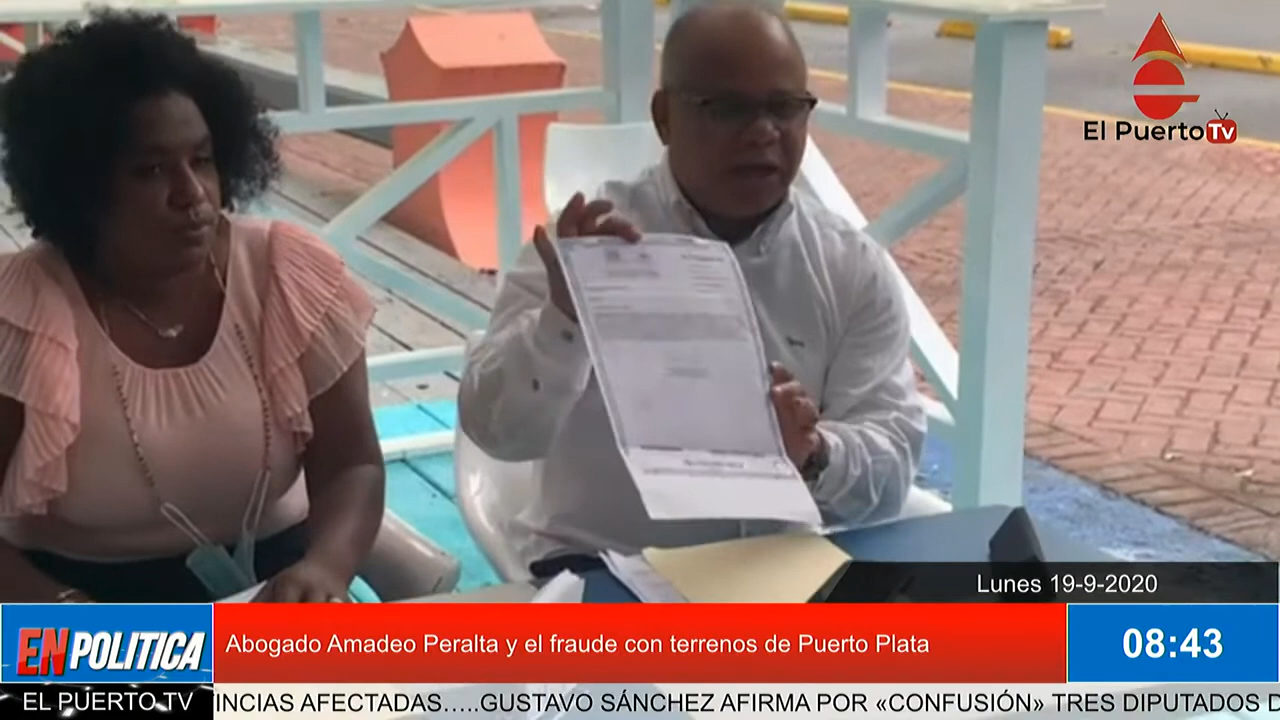 El PuertoTv
Lunes 19-9-2020
EN POLITICA
Abogado Amadeo Peralta y el fraude con terrenos de Puerto Plata
08:43
EL PUERTO TV
INCIAS AFECTADAS…..GUSTAVO SÁNCHEZ AFIRMA POR «CONFUSIÓN» TRES DIPUTADOS D